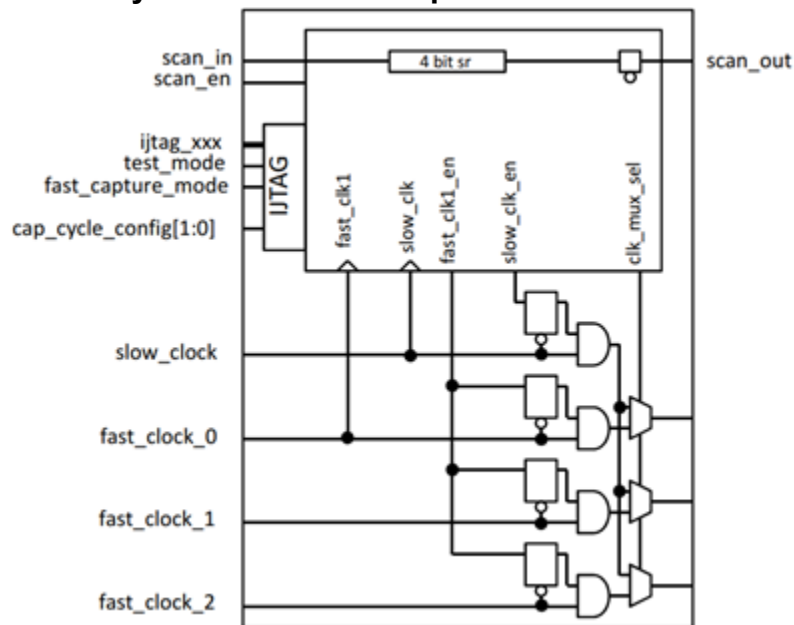 scan_in
4 bit sr
scan_out
scan_en
ijtag_xxx
test_mode
fast_capture_mode
cap_cycle_config[1:0]
IJTAG
fast_clk1
slow_clk
fast_clk1_en
slow_clk_en
clk_mux_sel
slow_clock
fast_clock_0
fast_clock_1
fast_clock_2